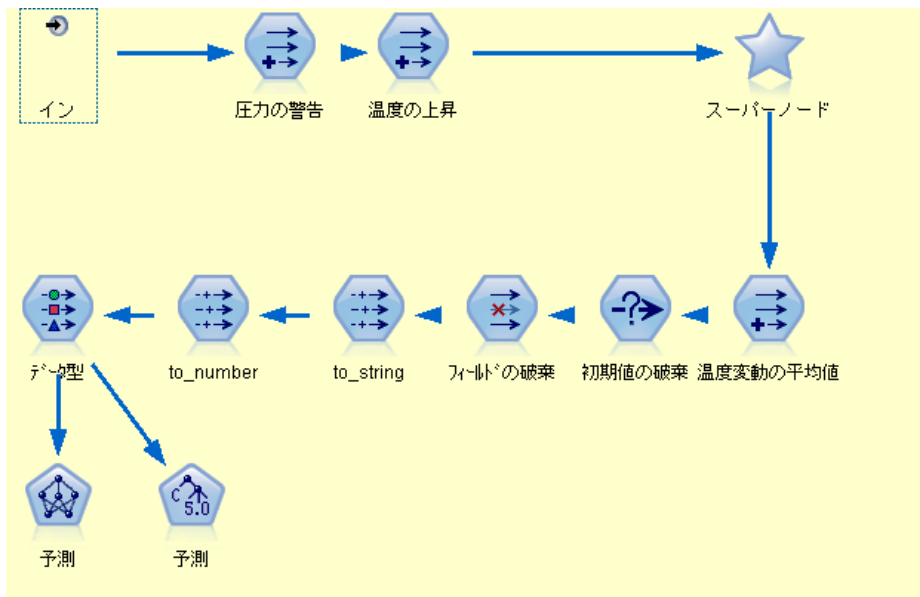 イン
圧力の警告
温度の上昇
スーパーノード
データ型
to_number
to_string
フィールドの破棄
初期値の破棄
温度変動の平均値
予測
C 5.0
予測